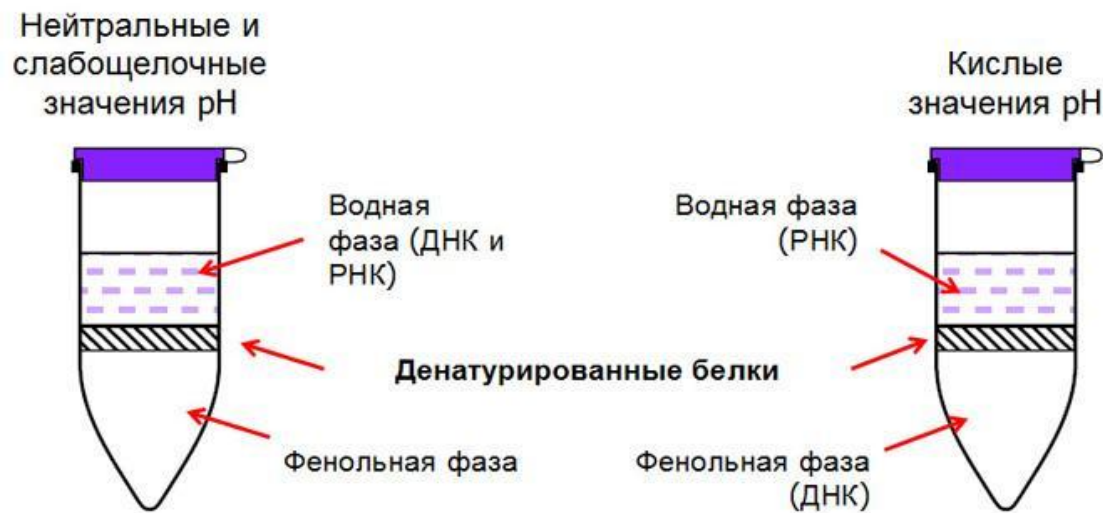 Нейтральные и
слабощелочные
значения pH
Кислые
значения pH
Водная
фаза (ДНК и
РНК)
Водная фаза
(РНК)
Денатурированные белки
Фенольная фаза
Фенольная фаза
(ДНК)